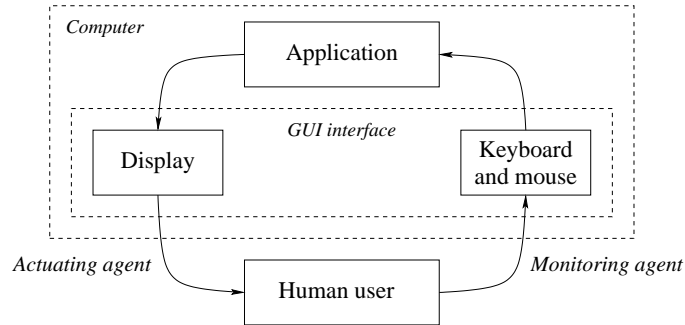 Computer
Application
GUI interface
Display
Keyboard
and mouse
Actuating agent
Monitoring agent
Human user